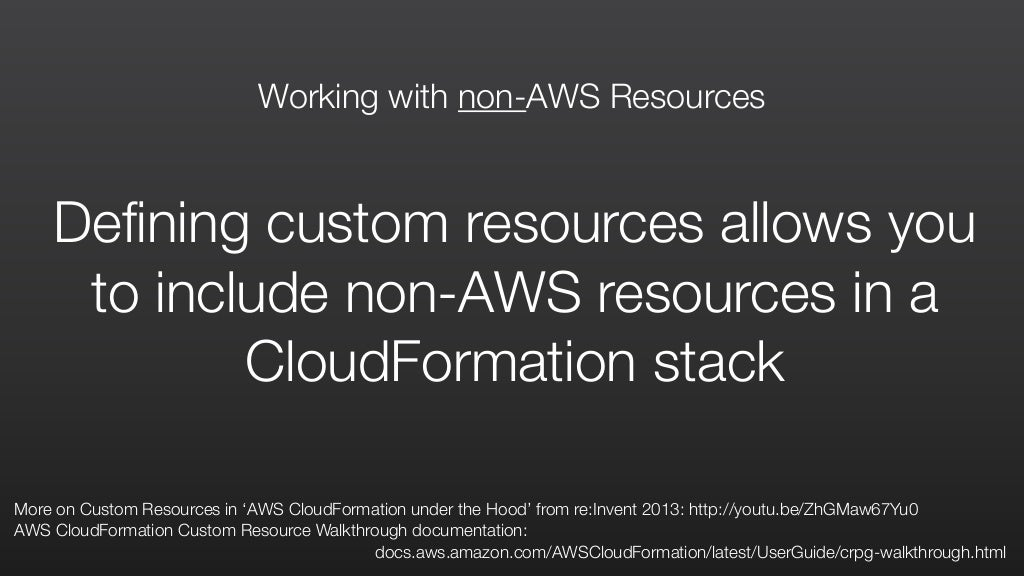 Working with non-AWS Resources
Defining custom resources allows you
to include non-AWS resources in a
CloudFormation stack
More on Custom Resources in ‘AWS CloudFormation under the Hood’ from re:Invent 2013: http://youtu.be/ZhGMaw67Yu0
AWS CloudFormation Custom Resource Walkthrough documentation:
docs.aws.amazon.com/AWSCloudFormation/latest/UserGuide/crpg-walkthrough.html